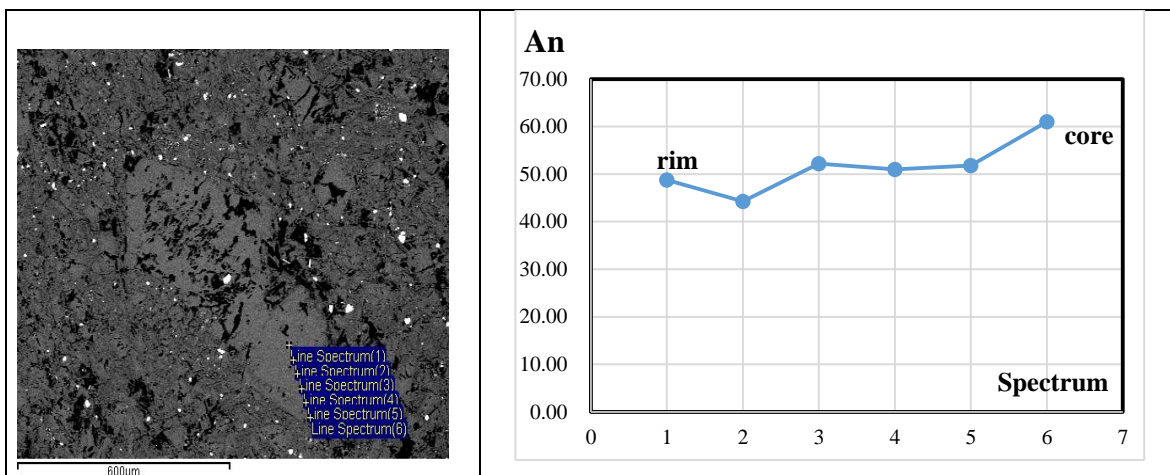 Line Spectrum(1)
Line Spectrum(2)
Line Spectrum(3)
Line Spectrum(4)
Line Spectrum(5)
Line Spectrum(6)
600um
An
70.00
60.00
50.00
40.00
30.00
20.00
10.00
0.00
rim
core
Spectrum
0 1 2 3 4 5 6 7